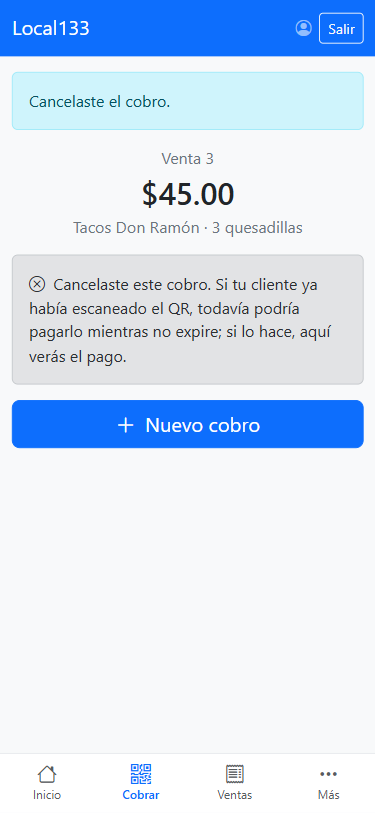 Local133
Salir
Cancelaste el cobro.
Venta 3
$45.00
Tacos Don Ramón · 3 quesadillas
Cancelaste este cobro. Si tu cliente ya
había escaneado el QR, todavía podría
pagarlo mientras no expire; si lo hace, aquí
verás el pago.
Nuevo cobro
Inicio
Cobrar
Ventas
Más